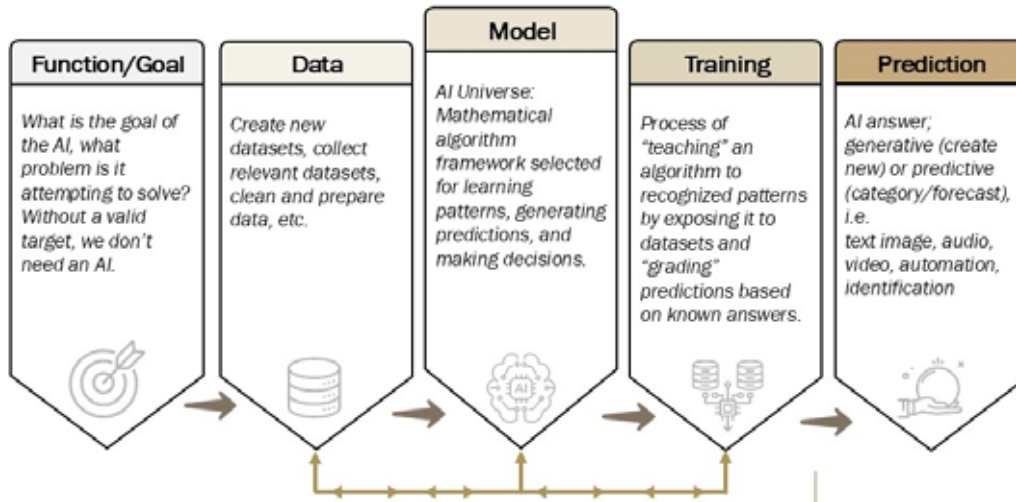 Function/Goal
What is the goal of
the AI, what
problem is it
attempting to solve?
Without a valid
target, we don't
need an AI.
Data
Create new
datasets, collect
relevant datasets,
clean and prepare
data, etc.
Model
AI Universe:
Mathematical
algorithm
framework selected
for learning
patterns, generating
predictions, and
making decisions.
AI
Training
Process of
"teaching" an
algorithm to
recognized patterns
by exposing it to
datasets and
"grading"
predictions based
on known answers.
Prediction
AI answer;
generative (create
new) or predictive
(category/forecast),
i.e.
text image, audio,
video, automation,
identification